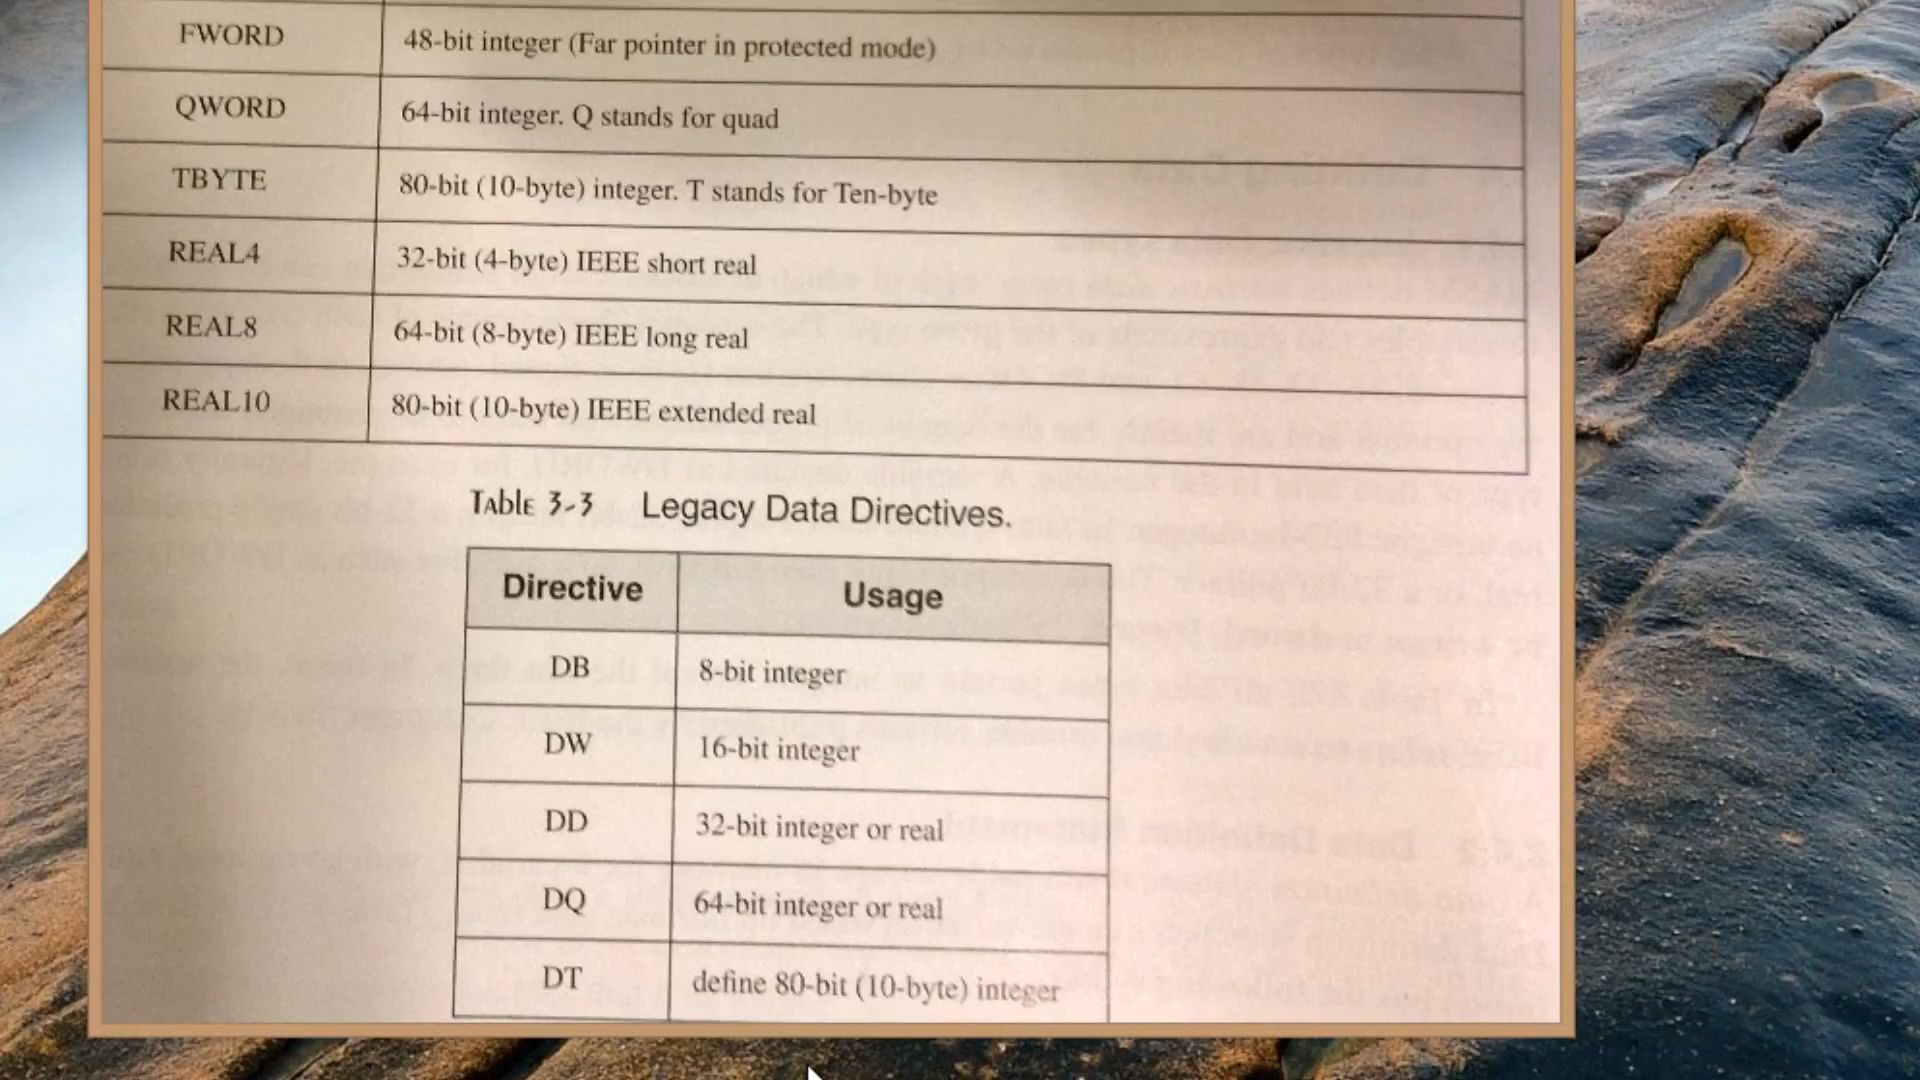 FWORD 48-bit integer (Far pointer in protected mode)
QWORD 64-bit integer. Q stands for quad
TBYTE 80-bit (10-byte) integer. T stands for Ten-byte
REAL4 32-bit (4-byte) IEEE short real
REAL8 64-bit (8-byte) IEEE long real
REAL10 80-bit (10-byte) IEEE extended real
TABLE 3-3 Legacy Data Directives.
Directive Usage
DB 8-bit integer
DW 16-bit integer
DD 32-bit integer or real
DQ 64-bit integer or real
DT define 80-bit (10-byte) integer